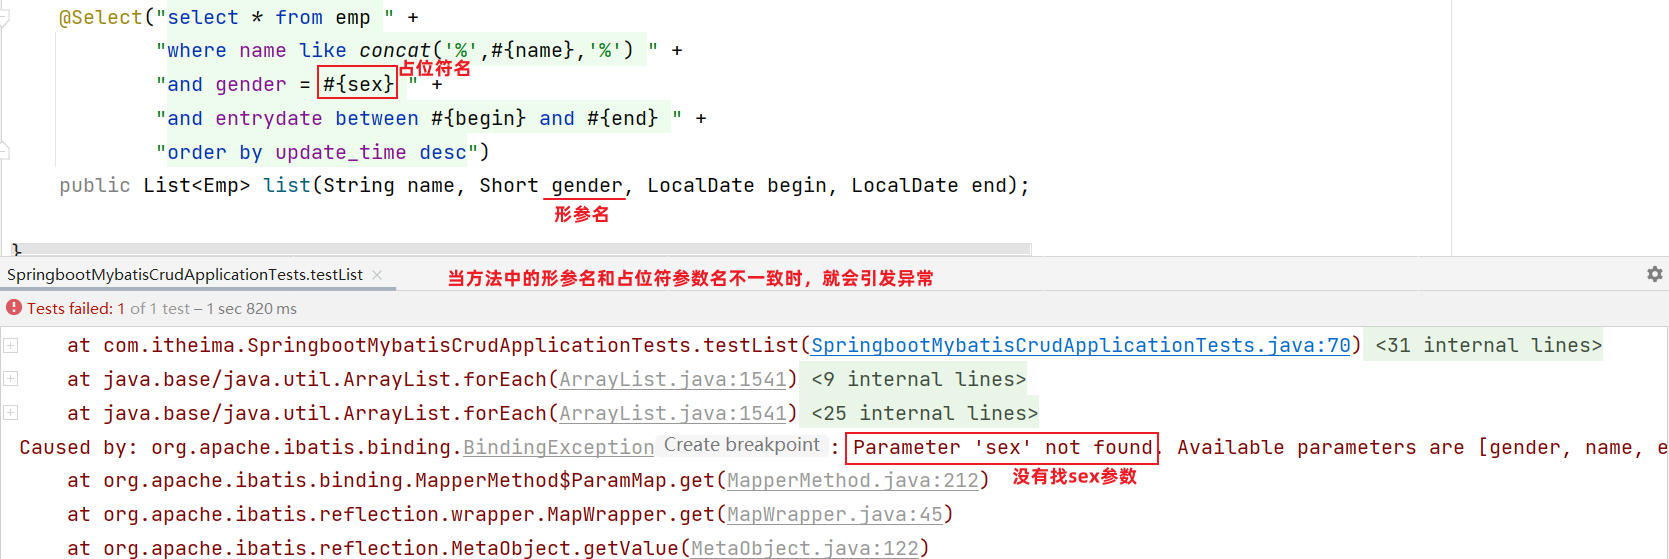 @Select("select * from emp " +
"where name like concat('%',#{name},'%') " +
占位符名
"and gender = #{sex} " +
"and entrydate between #{begin} and #{end} " +
"order by update_time desc")
public List<Emp> list(String name, Short gender, LocalDate begin, LocalDate end);
形参名
}
SpringbootMybatisCrudApplicationTests.testList ×
当方法中的形参名和占位符参数名不一致时，就会引发异常
Tests failed: 1 of 1 test – 1 sec 820 ms
at com.itheima.SpringbootMybatisCrudApplicationTests.testList(SpringbootMybatisCrudApplicationTests.java:70) <31 internal lines>
at java.base/java.util.ArrayList.forEach(ArrayList.java:1541) <9 internal lines>
at java.base/java.util.ArrayList.forEach(ArrayList.java:1541) <25 internal lines>
Caused by: org.apache.ibatis.binding.BindingException Create breakpoint : Parameter 'sex' not found. Available parameters are [gender, name, e
at org.apache.ibatis.binding.MapperMethod$ParamMap.get(MapperMethod.java:212)
没有找sex参数
at org.apache.ibatis.reflection.wrapper.MapWrapper.get(MapWrapper.java:45)
at org.apache.ibatis.reflection.MetaObject.getValue(MetaObject.java:122)